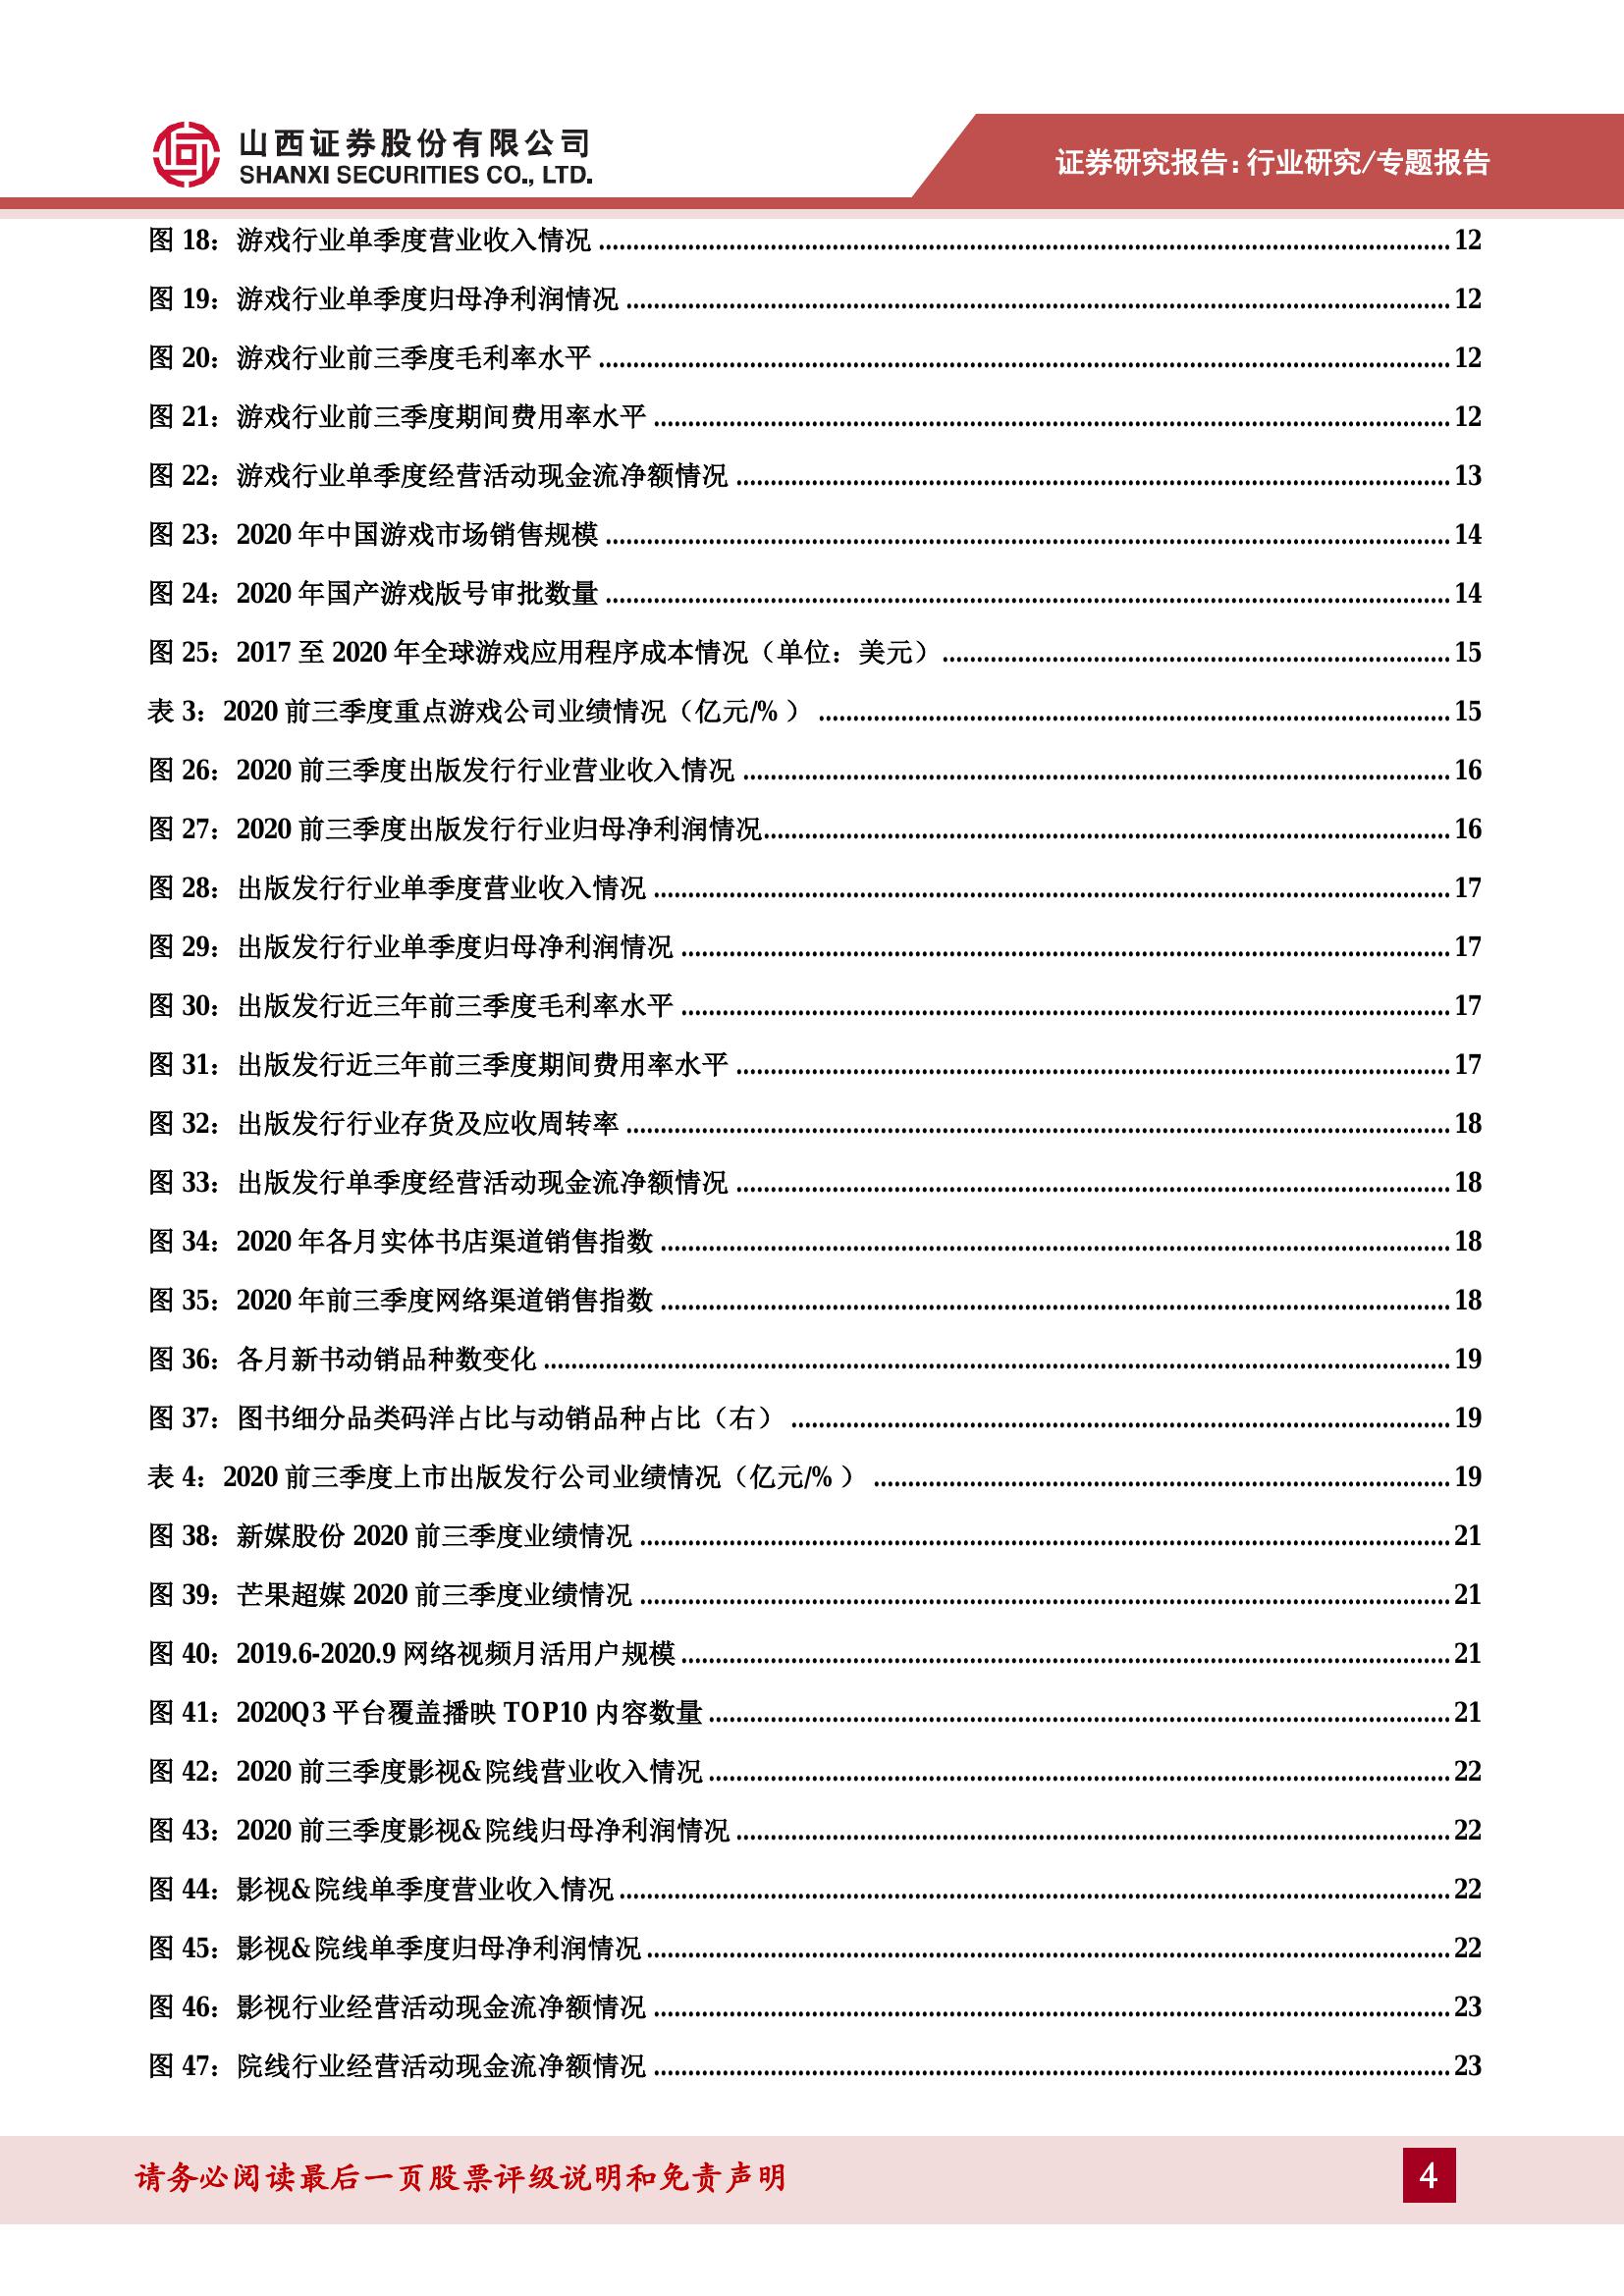 山西证券股份有限公司
SHANXI SECURITIES CO., LTD.
证券研究报告:行业研究/专题报告
图 18：游戏行业单季度营业收入情况 12
图 19：游戏行业单季度归母净利润情况 12
图 20：游戏行业前三季度毛利率水平 12
图 21：游戏行业前三季度期间费用率水平 12
图 22：游戏行业单季度经营活动现金流净额情况 13
图 23：2020 年中国游戏市场销售规模 14
图 24：2020 年国产游戏版号审批数量 14
图 25：2017 至 2020 年全球游戏应用程序成本情况（单位：美元） 15
表 3：2020 前三季度重点游戏公司业绩情况（亿元/%） 15
图 26：2020 前三季度出版发行行业营业收入情况 16
图 27：2020 前三季度出版发行行业归母净利润情况 16
图 28：出版发行行业单季度营业收入情况 17
图 29：出版发行行业单季度归母净利润情况 17
图 30：出版发行近三年前三季度毛利率水平 17
图 31：出版发行近三年前三季度期间费用率水平 17
图 32：出版发行行业存货及应收周转率 18
图 33：出版发行单季度经营活动现金流净额情况 18
图 34：2020 年各月实体书店渠道销售指数 18
图 35：2020 年前三季度网络渠道销售指数 18
图 36：各月新书动销品种数变化 19
图 37：图书细分品类码洋占比与动销品种占比（右） 19
表 4：2020 前三季度上市出版发行公司业绩情况（亿元/%） 19
图 38：新媒股份 2020 前三季度业绩情况 21
图 39：芒果超媒 2020 前三季度业绩情况 21
图 40：2019.6-2020.9 网络视频月活用户规模 21
图 41：2020Q3 平台覆盖播映 TOP10 内容数量 21
图 42：2020 前三季度影视&院线营业收入情况 22
图 43：2020 前三季度影视&院线归母净利润情况 22
图 44：影视&院线单季度营业收入情况 22
图 45：影视&院线单季度归母净利润情况 22
图 46：影视行业经营活动现金流净额情况 23
图 47：院线行业经营活动现金流净额情况 23
请务必阅读最后一页股票评级说明和免责声明
4